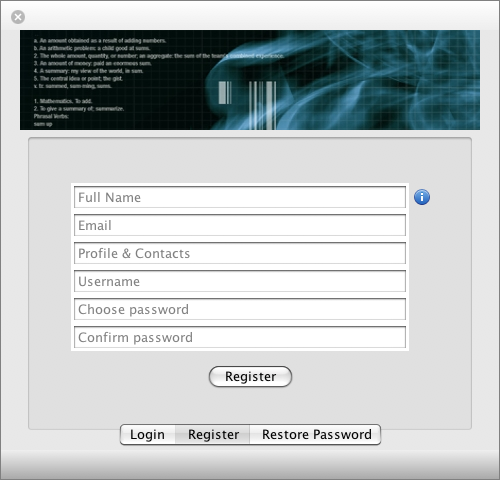 a. An amount obtained as a result of adding numbers.
b. An arithmetic problem: a child good at sums.
2. The whole amount, quantity, or number; an aggregate: the sum of the team's combined experience.
3. An amount of money: paid an enormous sum.
4. A summary: my view of the world, in sum.
5. The central idea or point; the gist.
v. tr. summed, sum·ming, sums.
1. Mathematics. To add.
2. To give a summary of; summarize.
Phrasal Verbs:
sum up
Full Name
Email
Profile & Contacts
Username
Choose password
Confirm password
Register
Login Register Restore Password